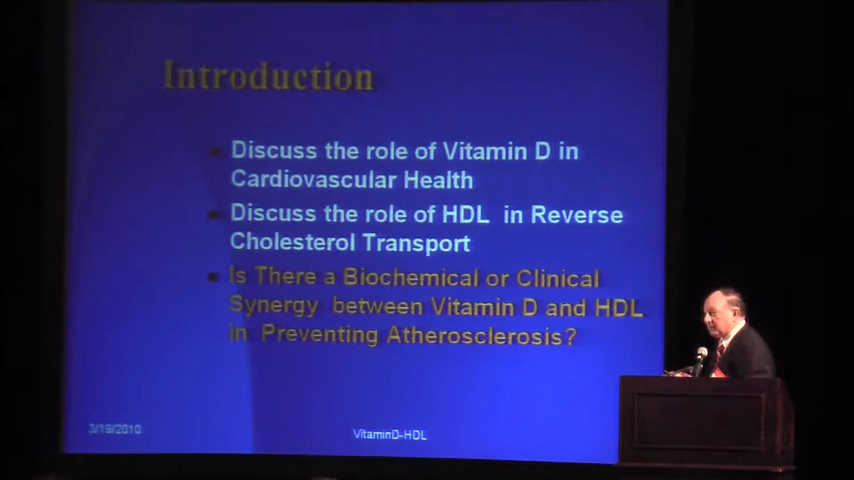 Introduction
Discuss the role of Vitamin D in
Cardiovascular Health
Discuss the role of HDL in Reverse
Cholesterol Transport
Is There a Biochemical or Clinical
Synergy between Vitamin D and HDL
in Preventing Atherosclerosis?
3/19/2010
VitaminD-HDL